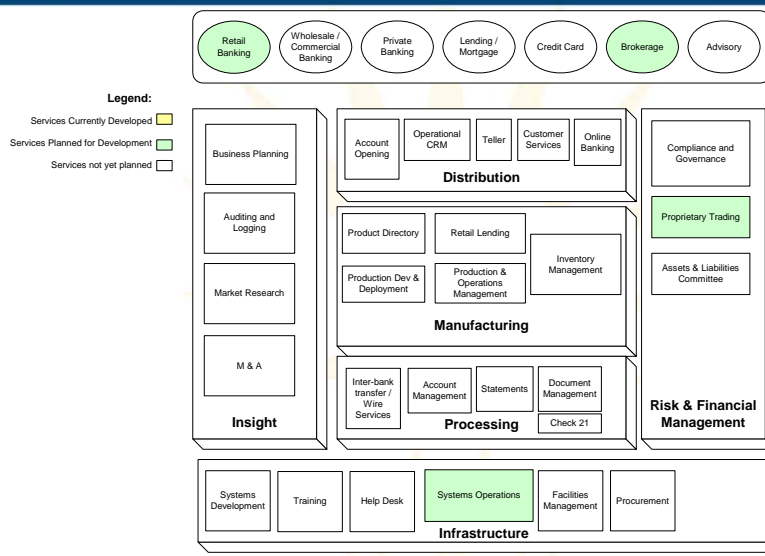 Retail
Banking
Wholesale /
Commercial
Banking
Private
Banking
Lending /
Mortgage
Credit Card
Brokerage
Advisory
Legend:
Services Currently Developed
Services Planned for Development
Services not yet planned
Business Planning
Auditing and
Logging
Market Research
M & A
Insight
Account
Opening
Operational
CRM
Teller
Customer
Services
Online
Banking
Distribution
Product Directory
Retail Lending
Inventory
Management
Production Dev &
Deployment
Production &
Operations
Management
Manufacturing
Inter-bank
transfer /
Wire
Services
Account
Management
Statements
Document
Management
Check 21
Processing
Compliance and
Governance
Proprietary Trading
Assets & Liabilities
Committee
Risk & Financial
Management
Systems
Development
Training
Help Desk
Systems Operations
Facilities
Management
Procurement
Infrastructure